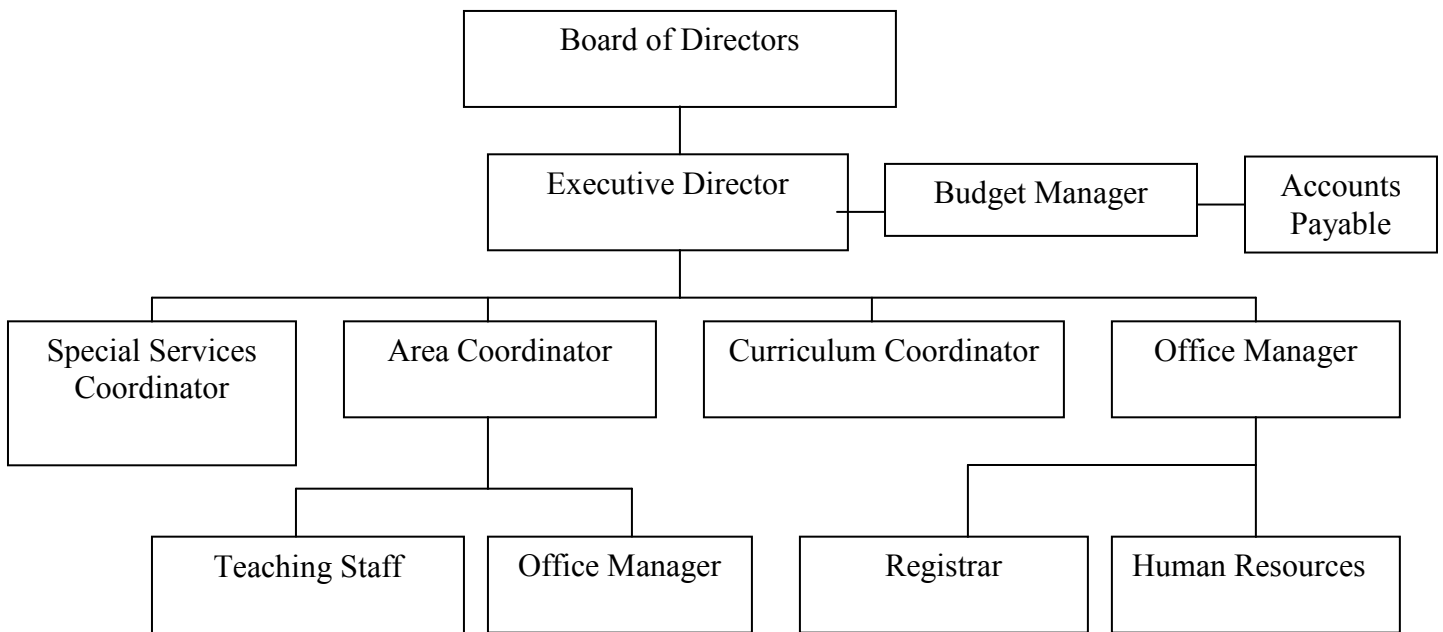 Board of Directors
Executive Director
Budget Manager
Accounts
Payable
Special Services
Coordinator
Area Coordinator
Curriculum Coordinator
Office Manager
Teaching Staff
Office Manager
Registrar
Human Resources